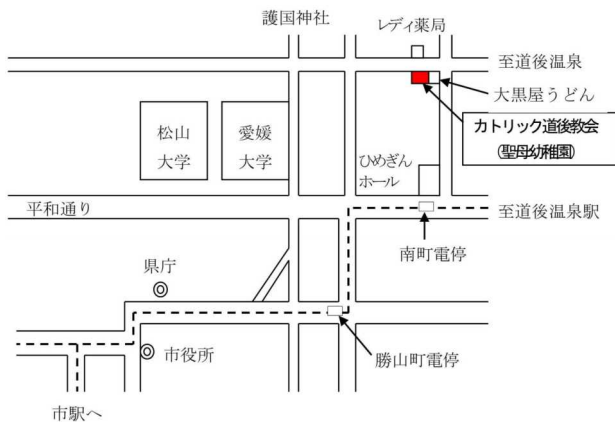 護国神社
レディ薬局
至道後温泉
大黒屋うどん
カトリック道後教会
(聖母幼稚園)
松山
大学
愛媛
大学
ひめぎん
ホール
平和通り
至道後温泉駅
南町電停
県庁
市役所
勝山町電停
市駅へ